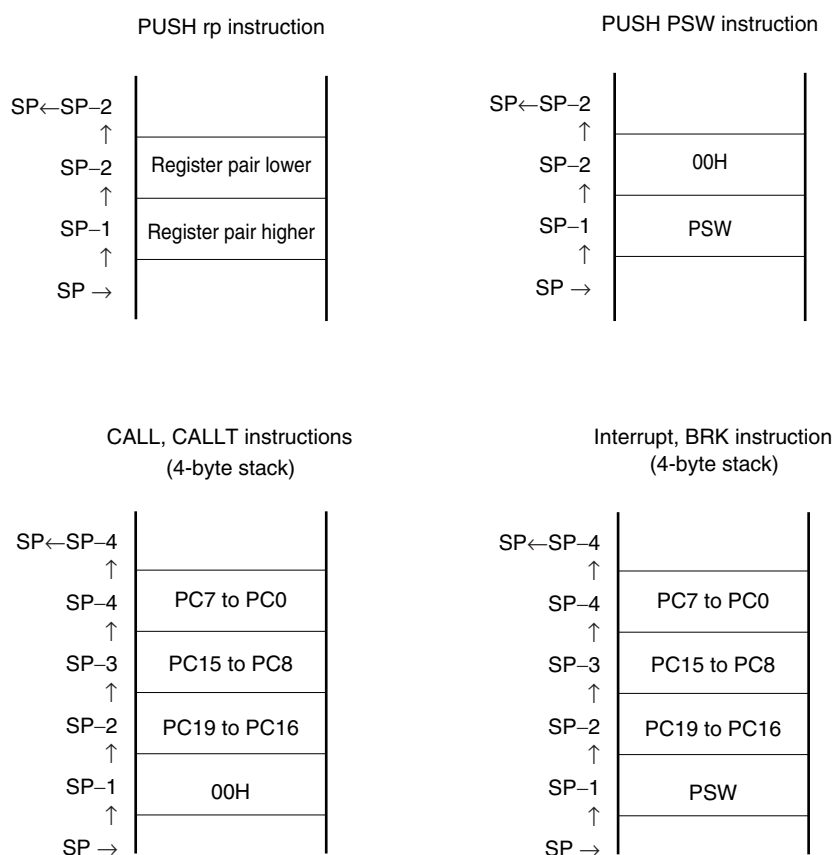 PUSH rp instruction
SP←SP−2
↑
SP−2
↑
SP−1
↑
SP →
Register pair lower
Register pair higher
PUSH PSW instruction
SP←SP−2
↑
SP−2
↑
SP−1
↑
SP →
00H
PSW
CALL, CALLT instructions
(4-byte stack)
SP←SP−4
↑
SP−4
↑
SP−3
↑
SP−2
↑
SP−1
↑
SP →
PC7 to PC0
PC15 to PC8
PC19 to PC16
00H
Interrupt, BRK instruction
(4-byte stack)
SP←SP−4
↑
SP−4
↑
SP−3
↑
SP−2
↑
SP−1
↑
SP →
PC7 to PC0
PC15 to PC8
PC19 to PC16
PSW